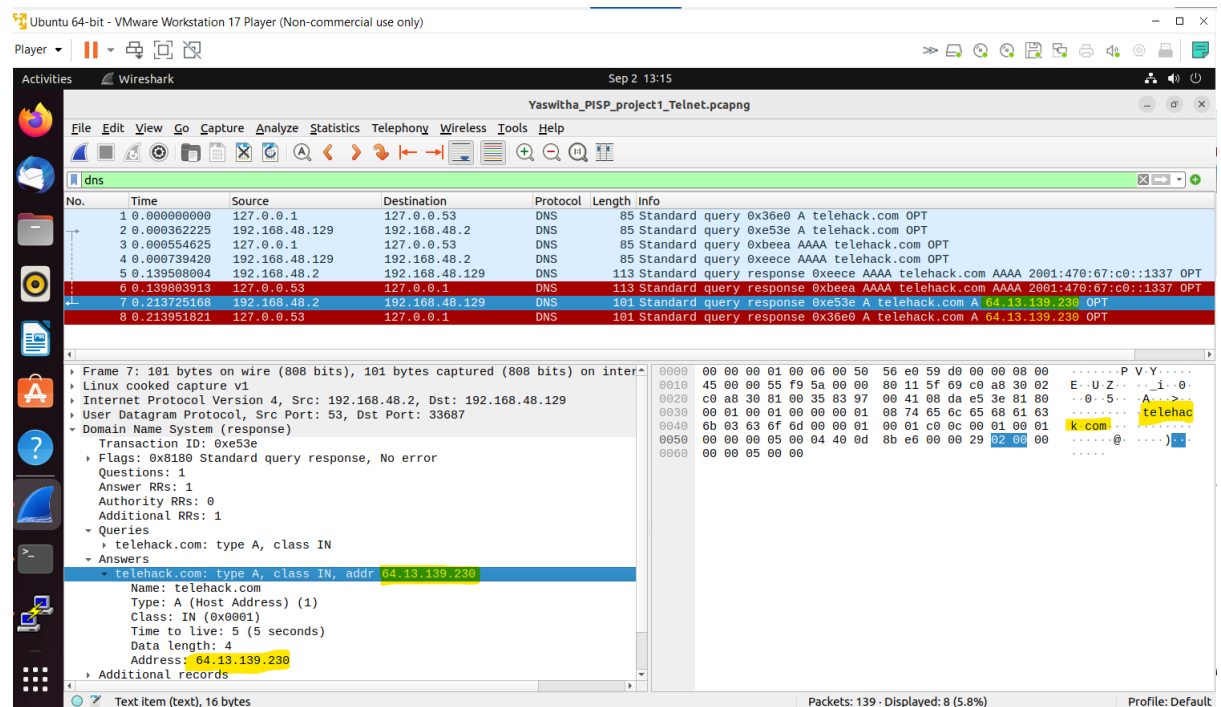 Ubuntu 64-bit - VMware Workstation 17 Player (Non-commercial use only)
Player
Activities Wireshark Sep 2 13:15
Yaswitha_PISP_project1_Telnet.pcapng
File Edit View Go Capture Analyze Statistics Telephony Wireless Tools Help
dns
No. Time Source Destination Protocol Length Info
1 0.000000000 127.0.0.1 127.0.0.53 DNS 85 Standard query 0x36e0 A telehack.com OPT
2 0.000362225 192.168.48.129 192.168.48.2 DNS 85 Standard query 0xe53e A telehack.com OPT
3 0.000554625 127.0.0.1 127.0.0.53 DNS 85 Standard query 0xbeea AAAA telehack.com OPT
4 0.000739420 192.168.48.129 192.168.48.2 DNS 85 Standard query 0xeece AAAA telehack.com OPT
5 0.139508004 192.168.48.2 192.168.48.129 DNS 113 Standard query response 0xeece AAAA telehack.com AAAA 2001:470:67:c0::1337 OPT
6 0.139803913 127.0.0.53 127.0.0.1 DNS 113 Standard query response 0xbeea AAAA telehack.com AAAA 2001:470:67:c0::1337 OPT
7 0.213725168 192.168.48.2 192.168.48.129 DNS 101 Standard query response 0xe53e A telehack.com A 64.13.139.230 OPT
8 0.213951821 127.0.0.53 127.0.0.1 DNS 101 Standard query response 0x36e0 A telehack.com A 64.13.139.230 OPT
Frame 7: 101 bytes on wire (808 bits), 101 bytes captured (808 bits) on inter
Linux cooked capture v1
Internet Protocol Version 4, Src: 192.168.48.2, Dst: 192.168.48.129
User Datagram Protocol, Src Port: 53, Dst Port: 33687
Domain Name System (response)
Transaction ID: 0xe53e
Flags: 0x8180 Standard query response, No error
Questions: 1
Answer RRs: 1
Authority RRs: 0
Additional RRs: 1
Queries
telehack.com: type A, class IN
Answers
telehack.com: type A, class IN, addr 64.13.139.230
Name: telehack.com
Type: A (Host Address) (1)
Class: IN (0x0001)
Time to live: 5 (5 seconds)
Data length: 4
Address: 64.13.139.230
Additional records
0000 00 00 00 01 00 06 00 50 56 e0 59 d0 00 00 08 00 ·······P V·Y·····
0010 45 00 00 55 f9 5a 00 00 80 11 5f 69 c0 a8 30 02 E··U·Z·· ··_i··0·
0020 c0 a8 30 81 00 35 83 97 00 41 08 da e5 3e 81 80 ··0··5·· ·A···>··
0030 00 01 00 01 00 00 00 01 08 74 65 6c 65 68 61 63 ········ ·telehac
0040 6b 03 63 6f 6d 00 00 01 00 01 c0 0c 00 01 00 01 k·com··· ········
0050 00 00 00 05 00 04 40 0d 8b e6 00 00 29 02 00 00 ······@· ····)···
0060 00 00 05 00 00 ·····
Text item (text), 16 bytes Packets: 139 · Displayed: 8 (5.8%) Profile: Default